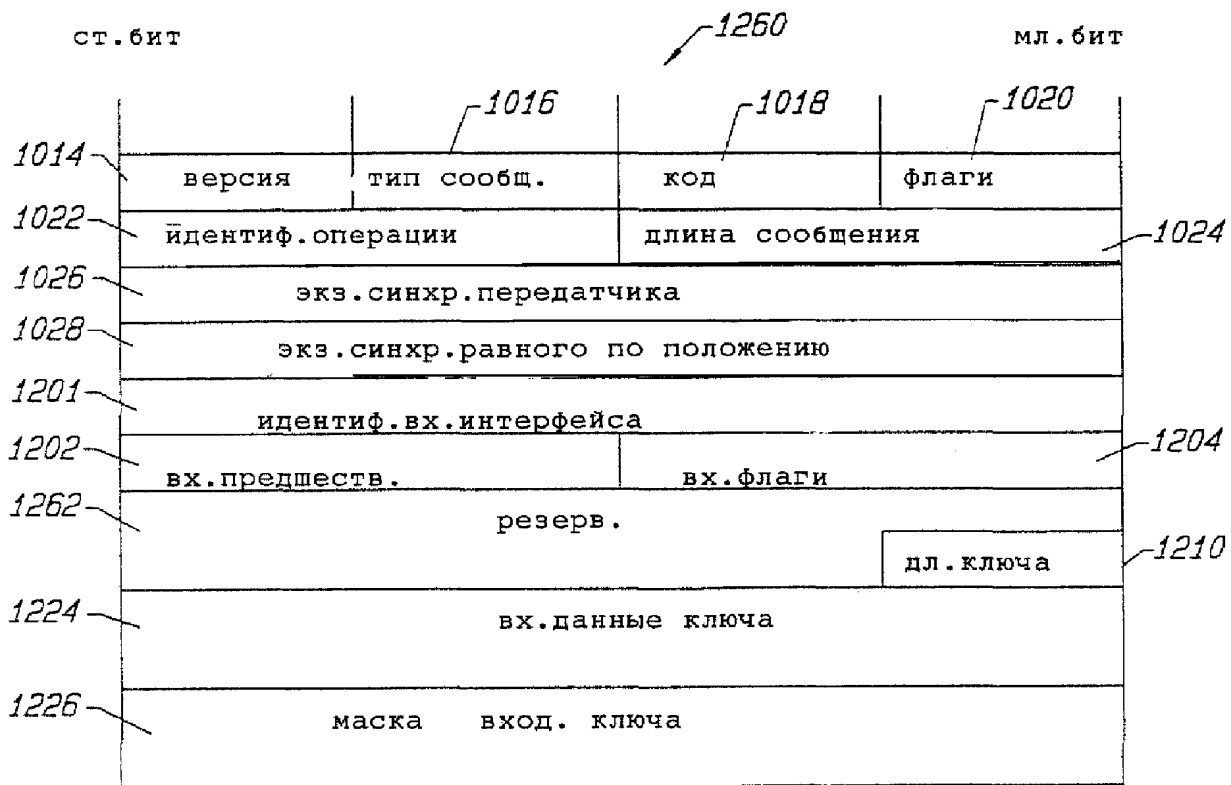 ст.бит 1260 мл.бит
1016 1018 1020
1014 версия тип сообщ. код флаги
1022 идентиф.операции длина сообщения 1024
1026 экз.синхр.передатчика
1028 экз.синхр.равного по положению
1201 идентиф.вх.интерфейса
1202 вх.предшеств. вх.флаги 1204
1262 резерв.
дл.ключа 1210
1224 вх.данные ключа
1226 маска вход. ключа